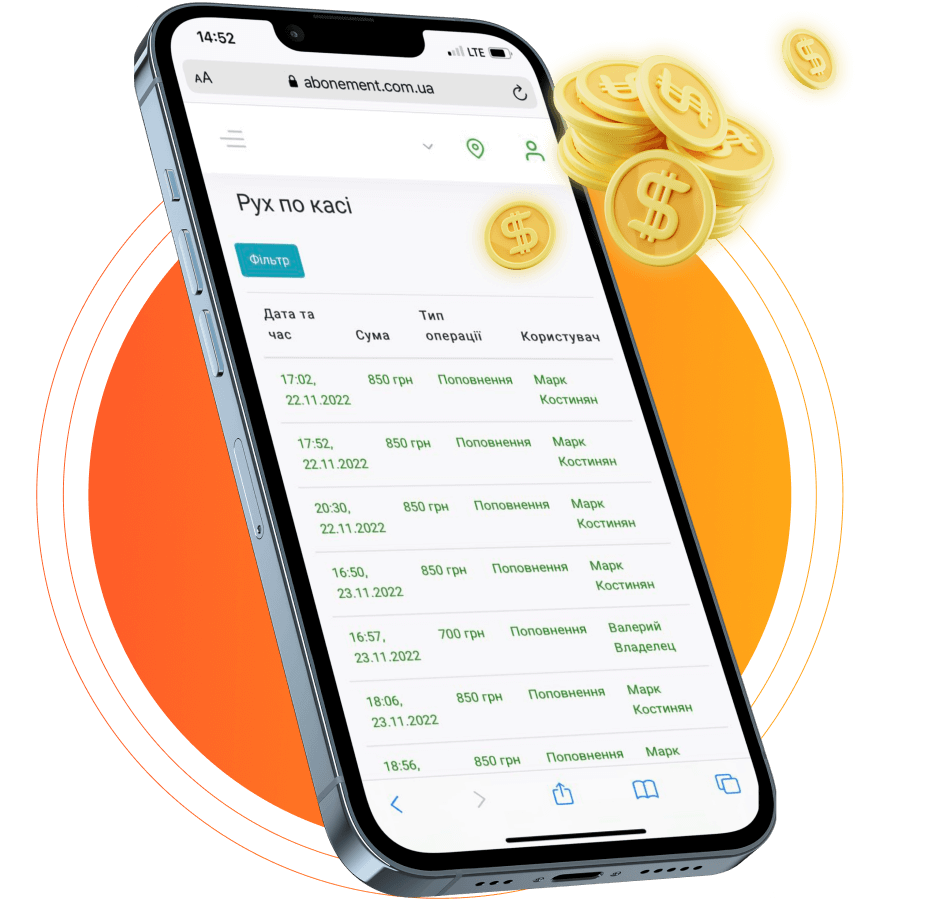 14:52
LTE
AA
abonement.com.ua
Рух по касі
Фільтр
Дата та час Сума Тип операції Користувач
17:02, 22.11.2022 850 грн Поповнення Марк Костинян
17:52, 22.11.2022 850 грн Поповнення Марк Костинян
20:30, 22.11.2022 850 грн Поповнення Марк Костинян
16:50, 23.11.2022 850 грн Поповнення Марк Костинян
16:57, 23.11.2022 700 грн Поповнення Валерий Владелец
18:06, 23.11.2022 850 грн Поповнення Марк Костинян
18:56, 850 грн Поповнення Марк